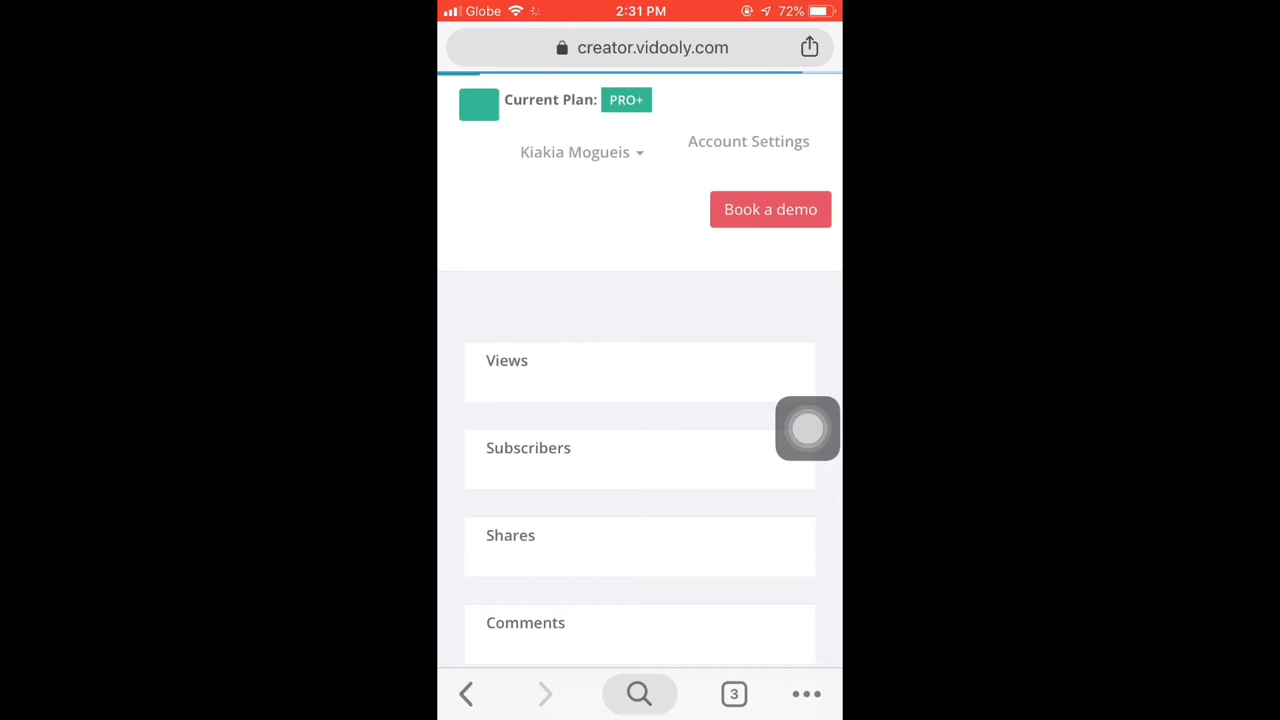 Globe 2:31 PM 72%
creator.vidooly.com
Current Plan: PRO+
Kiakia Mogueis
Account Settings
Book a demo
Views
Subscribers
Shares
Comments
3